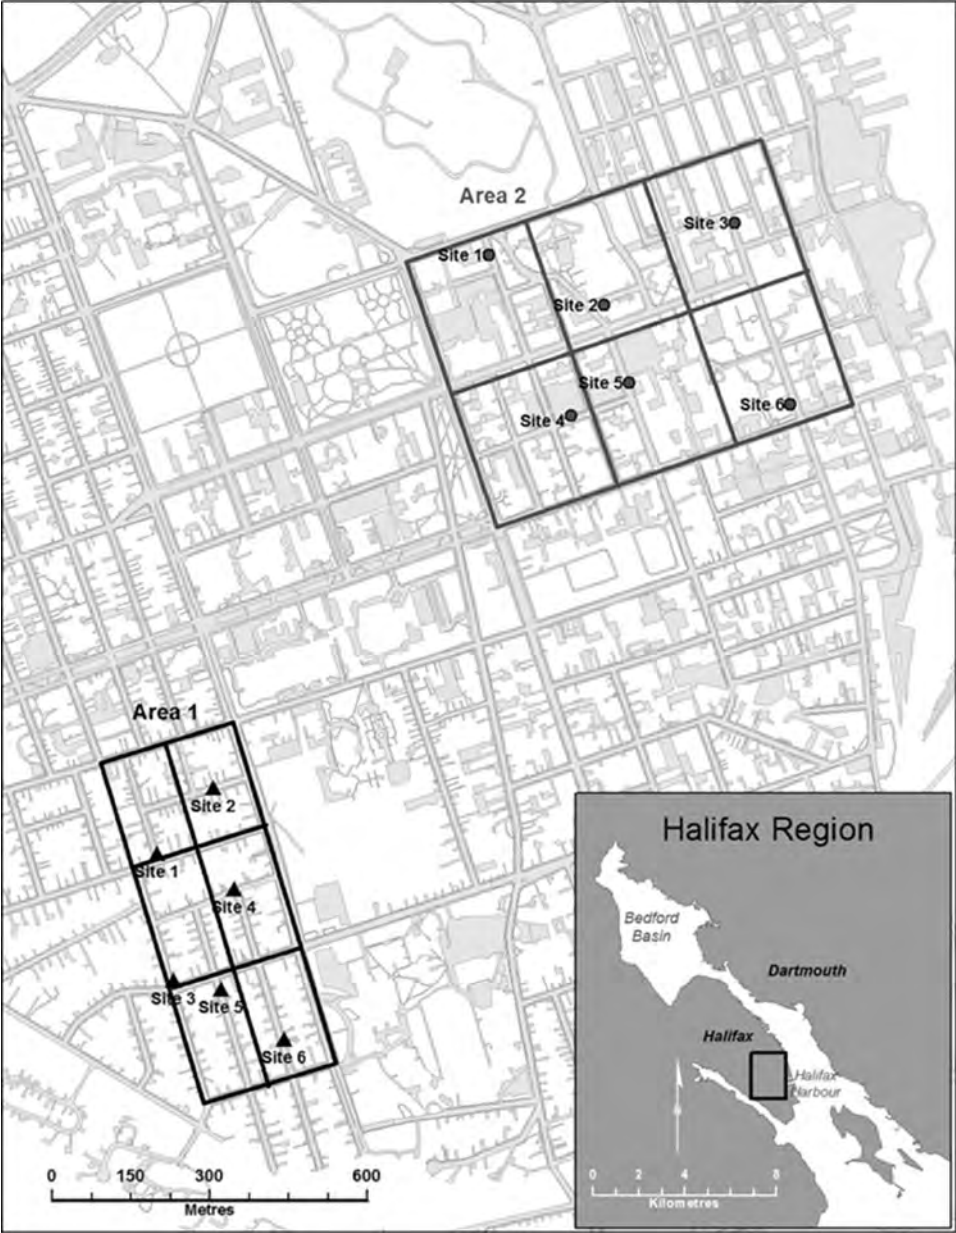 Area 2
Site 3
Site 1
Site 2
Site 5
Site 4
Site 6
Area 1
Site 2
Site 1
Site 4
Site 3
Site 5
Site 6
0 150 300 600
Metres
Halifax Region
Bedford
Basin
Dartmouth
Halifax
Halifax
Harbour
0 2 4 8
Kilometres